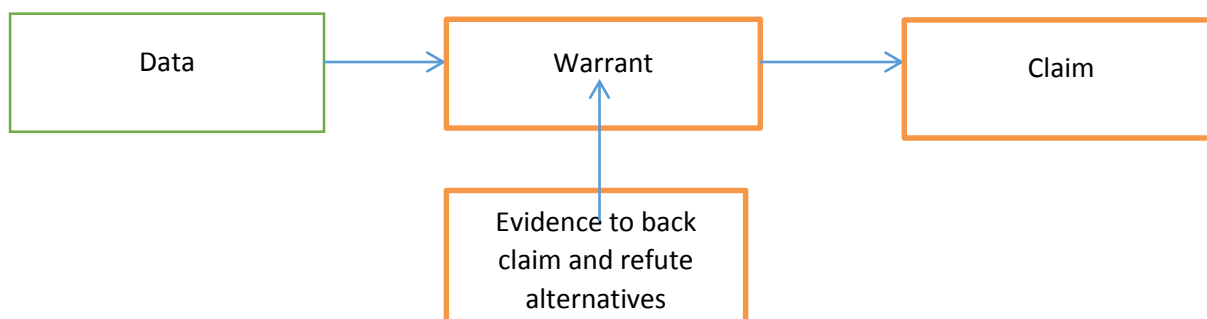 Data
Warrant
Claim
Evidence to back
claim and refute
alternatives